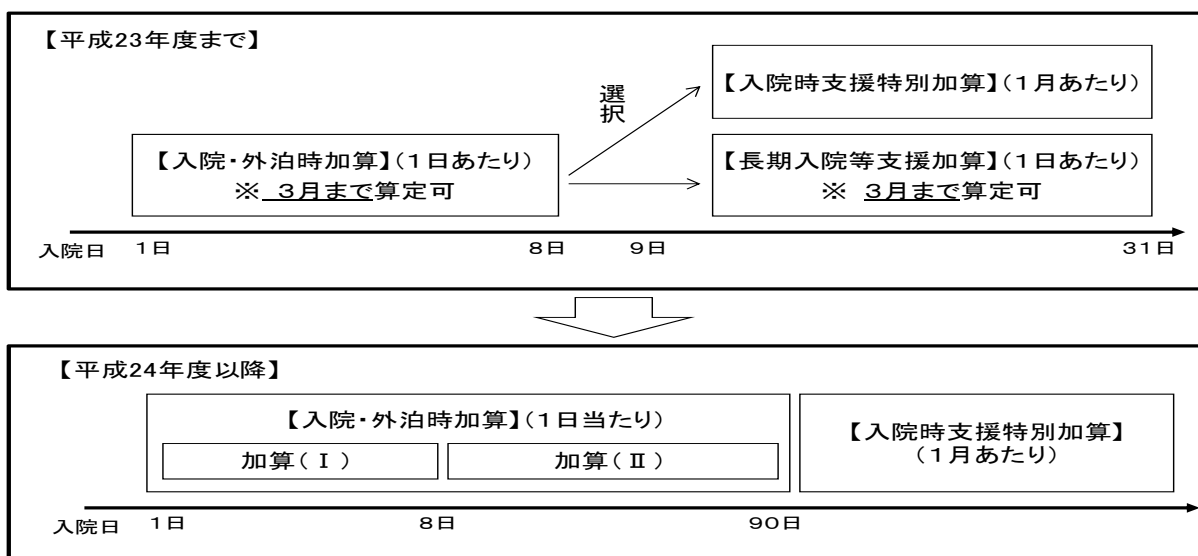 【平成23年度まで】
【入院時支援特別加算】(1月あたり)
選択
【入院・外泊時加算】(1日あたり)
※ 3月まで算定可
【長期入院等支援加算】(1日あたり)
※ 3月まで算定可
入院日 1日 8日 9日 31日
【平成24年度以降】
【入院・外泊時加算】(1日当たり)
加算(Ⅰ) 加算(Ⅱ)
【入院時支援特別加算】
(1月あたり)
入院日 1日 8日 90日